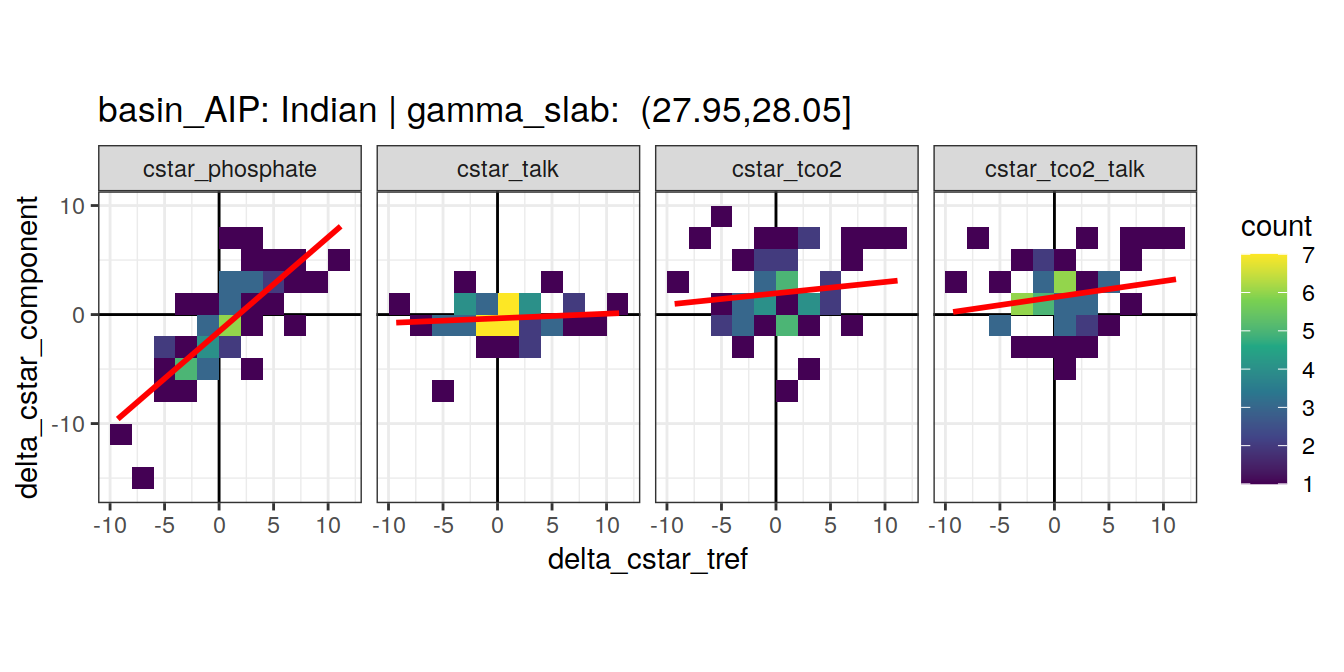 basin_AIP: Indian | gamma_slab:  (27.95,28.05]
cstar_phosphate
cstar_talk
cstar_tco2
cstar_tco2_talk
delta_cstar_component
10
0
-10
-10 -5 0 5 10
-10 -5 0 5 10
-10 -5 0 5 10
-10 -5 0 5 10
delta_cstar_tref
count
7
6
5
4
3
2
1